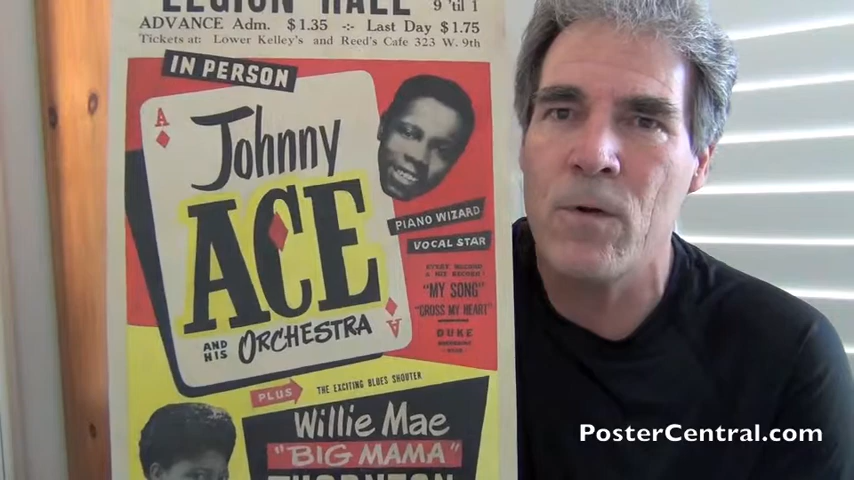 LEGION HALL 9 'til 1
ADVANCE Adm. $1.35 -:- Last Day $1.75
Tickets at: Lower Kelley's and Reed's Cafe 323 W. 9th
IN PERSON
A
Johnny
ACE
AND HIS ORCHESTRA
A
PIANO WIZARD
VOCAL STAR
"MY SONG"
"CROSS MY HEART"
DUKE
PLUS
THE EXCITING BLUES SHOUTER
Willie Mae
"BIG MAMA"
THORNTON
PosterCentral.com